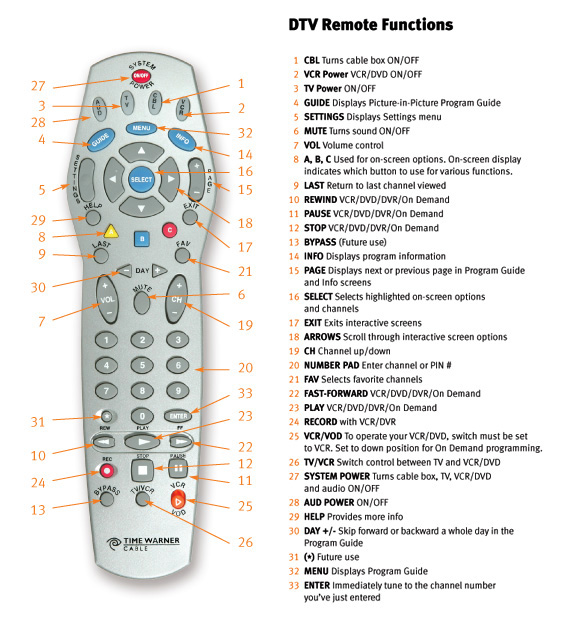 DTV Remote Functions
1 CBL Turns cable box ON/OFF
2 VCR Power VCR/DVD ON/OFF
3 TV Power ON/OFF
4 GUIDE Displays Picture-in-Picture Program Guide
5 SETTINGS Displays Settings menu
6 MUTE Turns sound ON/OFF
7 VOL Volume control
8 A, B, C Used for on-screen options. On-screen display
indicates which button to use for various functions.
9 LAST Return to last channel viewed
10 REWIND VCR/DVD/DVR/On Demand
11 PAUSE VCR/DVD/DVR/On Demand
12 STOP VCR/DVD/DVR/On Demand
13 BYPASS (Future use)
14 INFO Displays program information
15 PAGE Displays next or previous page in Program Guide
and Info screens
16 SELECT Selects highlighted on-screen options
and channels
17 EXIT Exits interactive screens
18 ARROWS Scroll through interactive screen options
19 CH Channel up/down
20 NUMBER PAD Enter channel or PIN #
21 FAV Selects favorite channels
22 FAST-FORWARD VCR/DVD/DVR/On Demand
23 PLAY VCR/DVD/DVR/On Demand
24 RECORD with VCR/DVR
25 VCR/VOD To operate your VCR/DVD, switch must be set
to VCR. Set to down position for On Demand programming.
26 TV/VCR Switch control between TV and VCR/DVD
27 SYSTEM POWER Turns cable box, TV, VCR/DVD
and audio ON/OFF
28 AUD POWER ON/OFF
29 HELP Provides more info
30 DAY +/- Skip forward or backward a whole day in the
Program Guide
31 (*) Future use
32 MENU Displays Program Guide
33 ENTER Immediately tune to the channel number
you've just entered
SYSTEM
27 ON/OFF
POWER
1
3 TV CBL
28 AUD VCR 2
4 GUIDE MENU INFO 32
14
16
5 SETTINGS SELECT + - PAGE 15
18
29 HELP EXIT
8 B C 17
9 LAST FAV
21
30 - DAY +
+ MUTE + 6
7 VOL CH
- - 19
1 2 3
4 5 6 20
7 8 9
33
31 * 0 ENTER
23
REW PLAY FF
10 22
REC STOP PAUSE 12
24 11
BYPASS TV/VCR VCR
13 25
VOD
26
TIME WARNER
CABLE